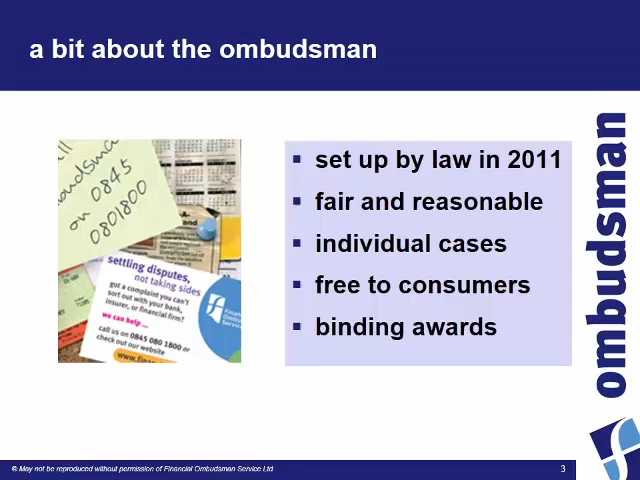 a bit about the ombudsman
on 0845
0801800
settling disputes,
not taking sides
got a complaint you can't
sort out with your bank,
insurer, or financial firm?
we can help ...
call us on 0845 080 1800 or
check out our website
Service
▪ set up by law in 2011
▪ fair and reasonable
▪ individual cases
▪ free to consumers
▪ binding awards
ombudsman
© May not be reproduced without permission of Financial Ombudsman Service Ltd
3